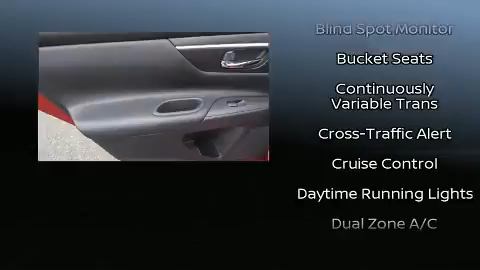 Blind Spot Monitor
Bucket Seats
Continuously
Variable Trans
Cross-Traffic Alert
Cruise Control
Daytime Running Lights
Dual Zone A/C